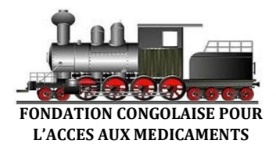 FONDATION CONGOLAISE POUR
L'ACCES AUX MEDICAMENTS